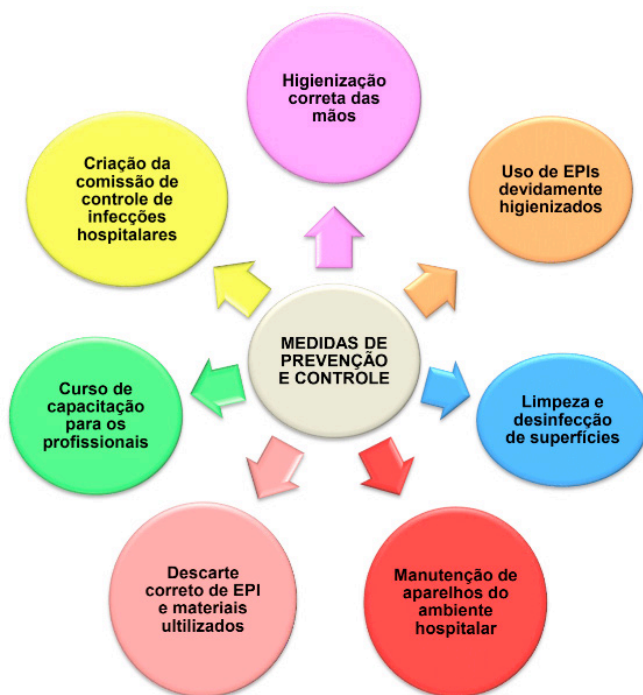 Higienização
correta das
mãos
Uso de EPIs
devidamente
higienizados
Limpeza e
desinfecção
de superfícies
Manutenção de
aparelhos do
ambiente
hospitalar
Descarte
correto de EPI
e materiais
ultilizados
Curso de
capacitação
para os
profissionais
Criação da
comissão de
controle de
infecções
hospitalares
MEDIDAS DE
PREVENÇÃO
E CONTROLE